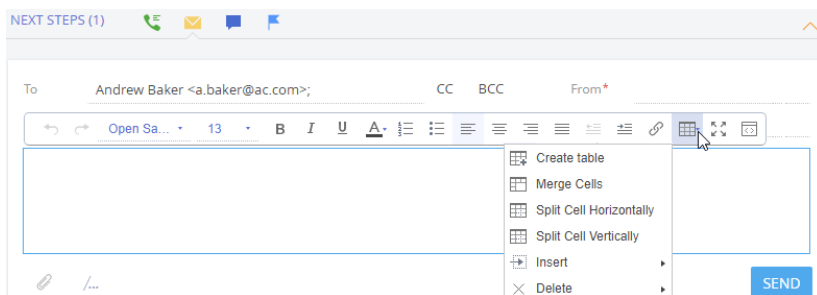 NEXT STEPS (1)
To Andrew Baker <a.baker@ac.com>; CC BCC From*
Open Sa... 13 B I U A
Create table
Merge Cells
Split Cell Horizontally
Split Cell Vertically
Insert
Delete
/...
SEND